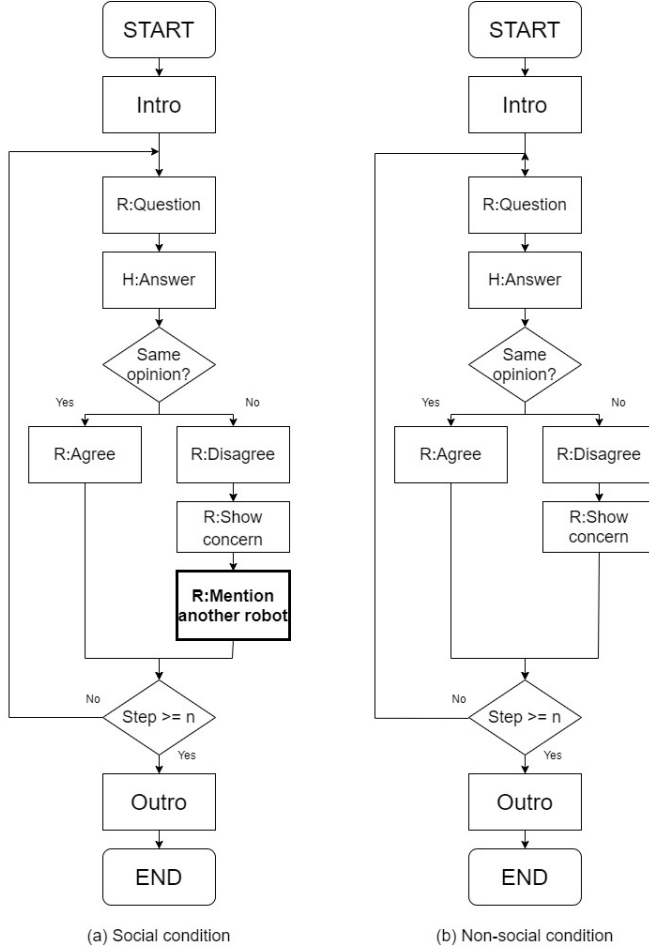 START
Intro
R:Question
H:Answer
Same
opinion?
Yes
No
R:Agree
R:Disagree
R:Show
concern
R:Mention
another robot
No
Step >= n
Yes
Outro
END
(a) Social condition
START
Intro
R:Question
H:Answer
Same
opinion?
Yes
No
R:Agree
R:Disagree
R:Show
concern
No
Step >= n
Yes
Outro
END
(b) Non-social condition